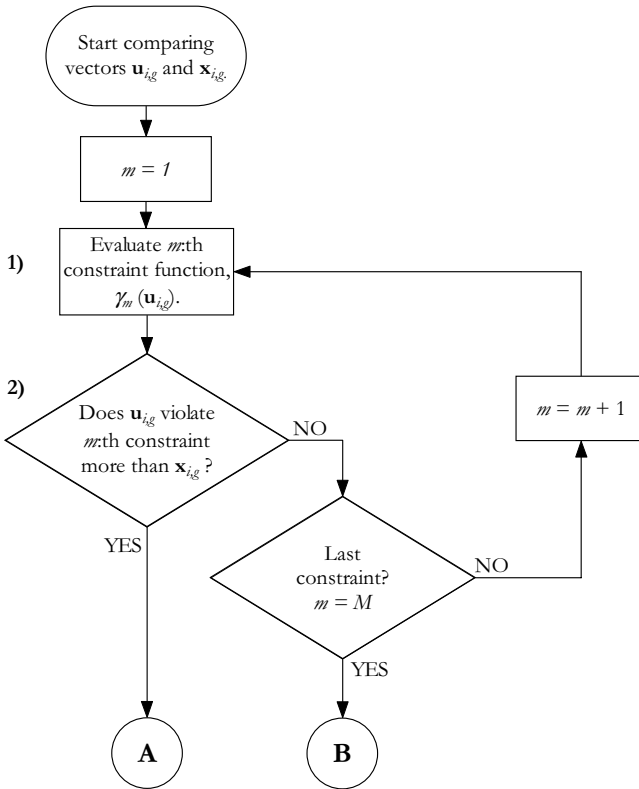 Start comparing
vectors u_{i,g} and x_{i,g}.
m = 1
1)
Evaluate m:th
constraint function,
γ_m (u_{i,g}).
2)
Does u_{i,g} violate
m:th constraint
more than x_{i,g} ?
NO
m = m + 1
YES
Last
constraint?
m = M
NO
YES
A
B